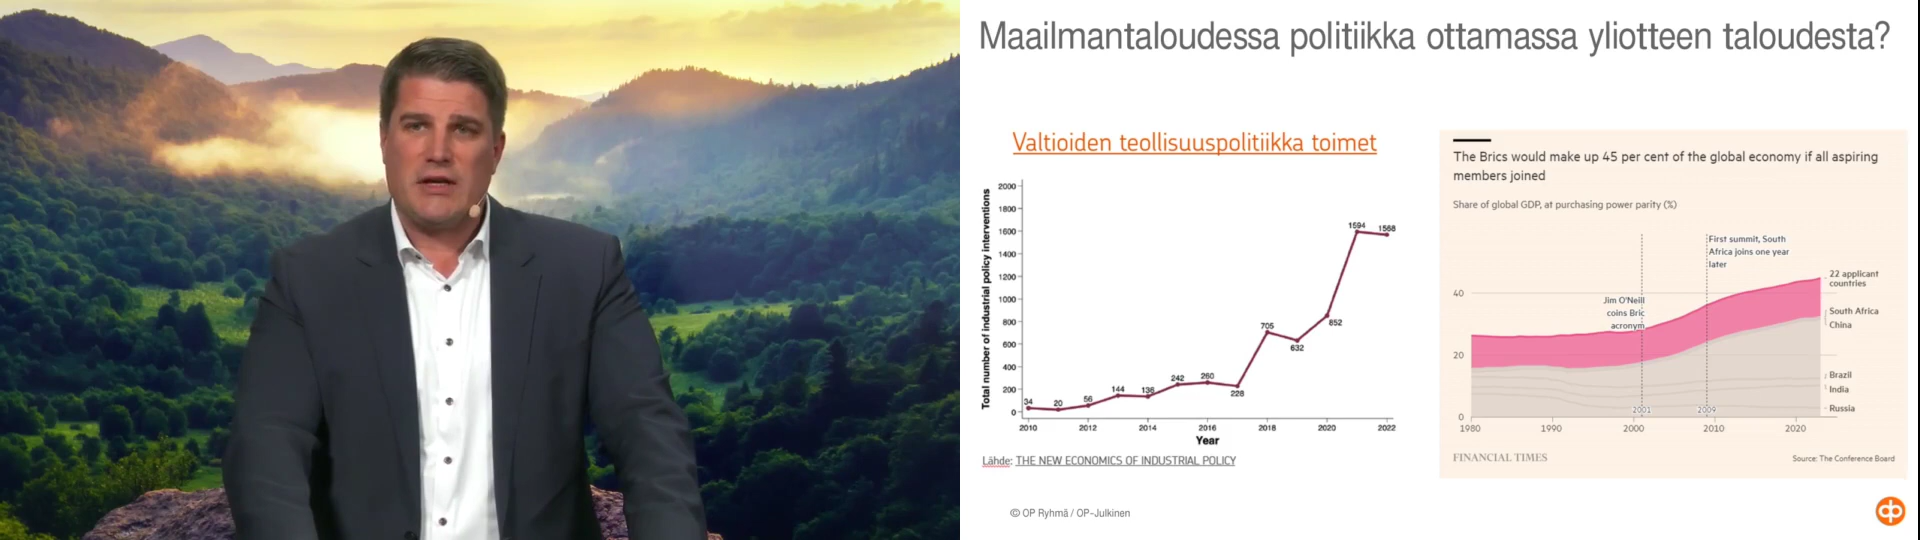 Maailmantaloudessa politiikka ottamassa yliotteen taloudesta?
Valtioiden teollisuuspolitiikka toimet
Total number of industrial policy interventions
2000
1800
1600
1400
1200
1000
800
600
400
200
0
34
20
56
144
136
242
260
228
705
632
852
1594
1568
2010
2012
2014
2016
2018
2020
2022
Year
Lähde: THE NEW ECONOMICS OF INDUSTRIAL POLICY
The Brics would make up 45 per cent of the global economy if all aspiring
members joined
Share of global GDP, at purchasing power parity (%)
First summit, South
Africa joins one year
later
Jim O'Neill
coins Bric
acronym
22 applicant
countries
South Africa
China
Brazil
India
Russia
40
20
0
2001
2009
1980
1990
2000
2010
2020
FINANCIAL TIMES
Source: The Conference Board
© OP Ryhmä / OP-Julkinen